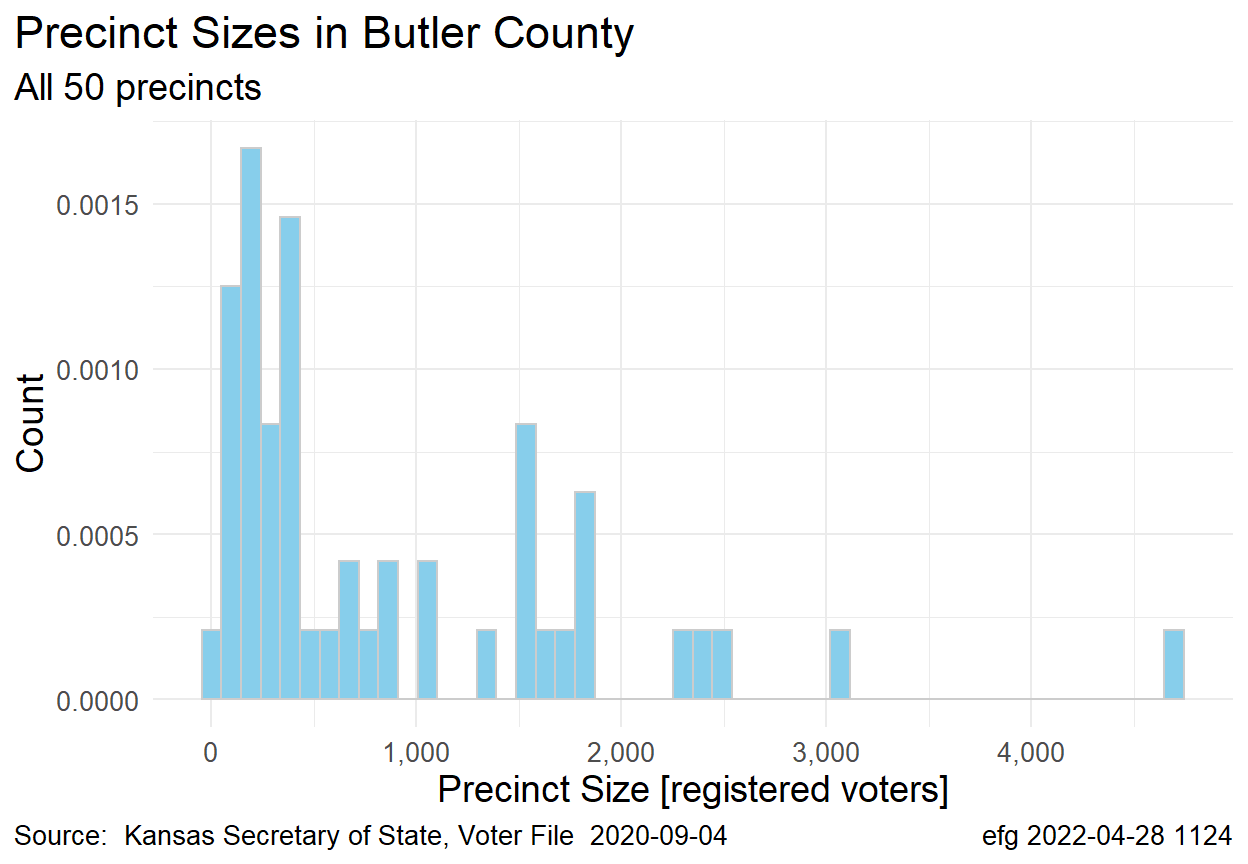 Precinct Sizes in Butler County
All 50 precincts
Count
0.0015
0.0010
0.0005
0.0000
0 1,000 2,000 3,000 4,000
Precinct Size [registered voters]
Source:  Kansas Secretary of State, Voter File  2020-09-04
efg 2022-04-28 1124